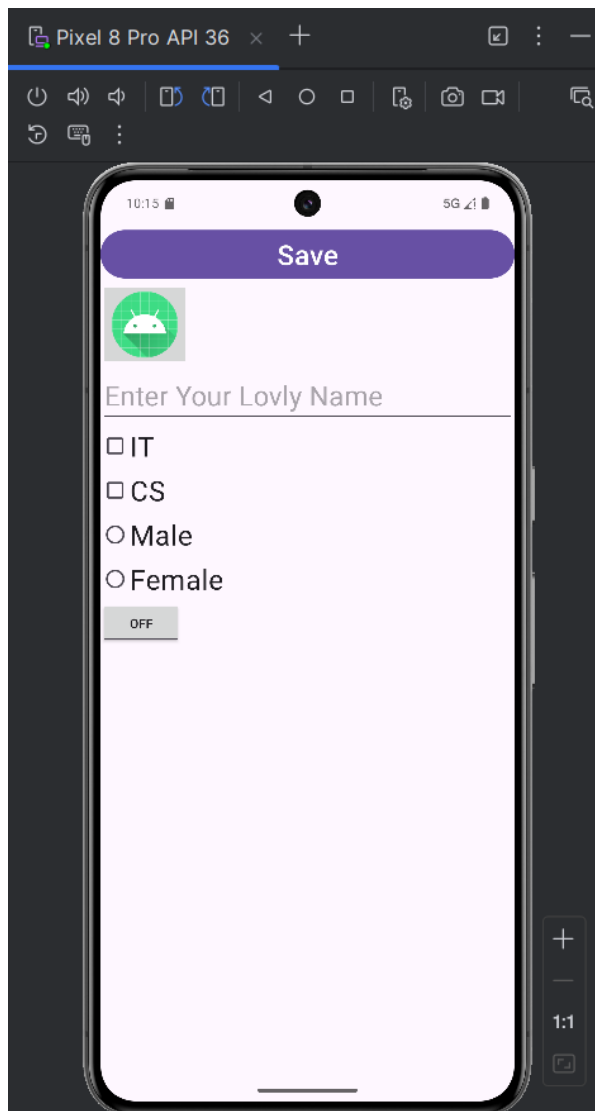 Pixel 8 Pro API 36
10:15 5G
Save
Enter Your Lovly Name
IT
CS
Male
Female
OFF
1:1